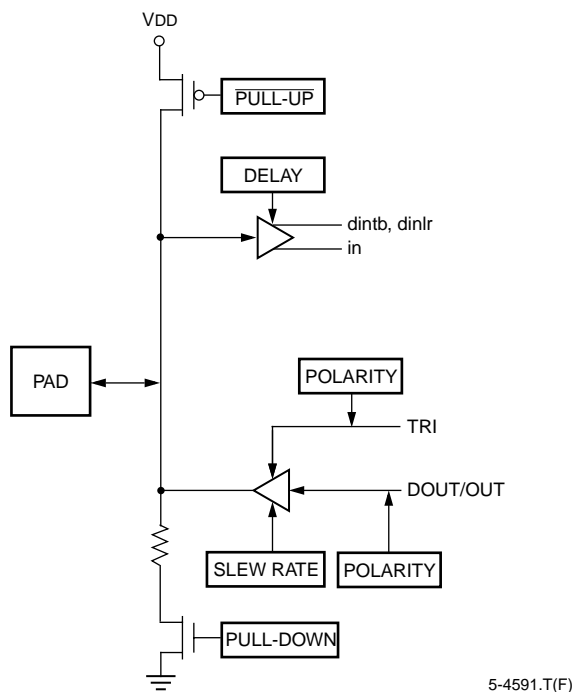 VDD
PULL-UP
DELAY
dintb, dinlr
in
PAD
POLARITY
TRI
DOUT/OUT
SLEW RATE
POLARITY
PULL-DOWN
5-4591.T(F)